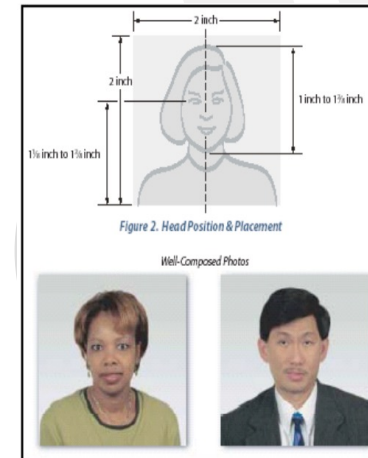 2 inch
2 inch
1 inch to 1⅜ inch
1⅛ inch to 1⅜ inch
Figure 2. Head Position & Placement
Well-Composed Photos